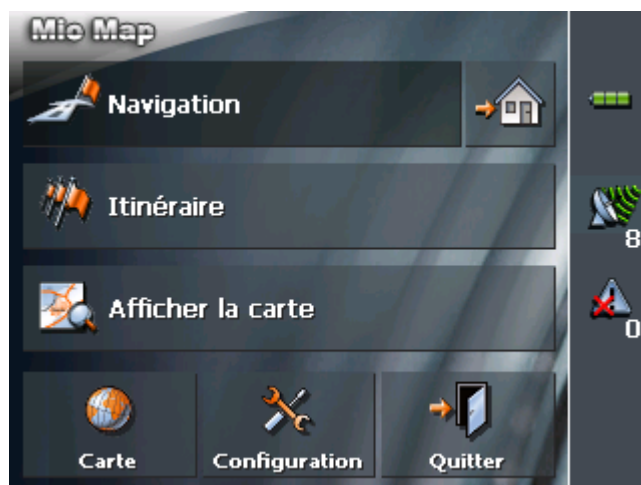 Mio Map
Navigation
Itinéraire
8
Afficher la carte
0
Carte
Configuration
Quitter